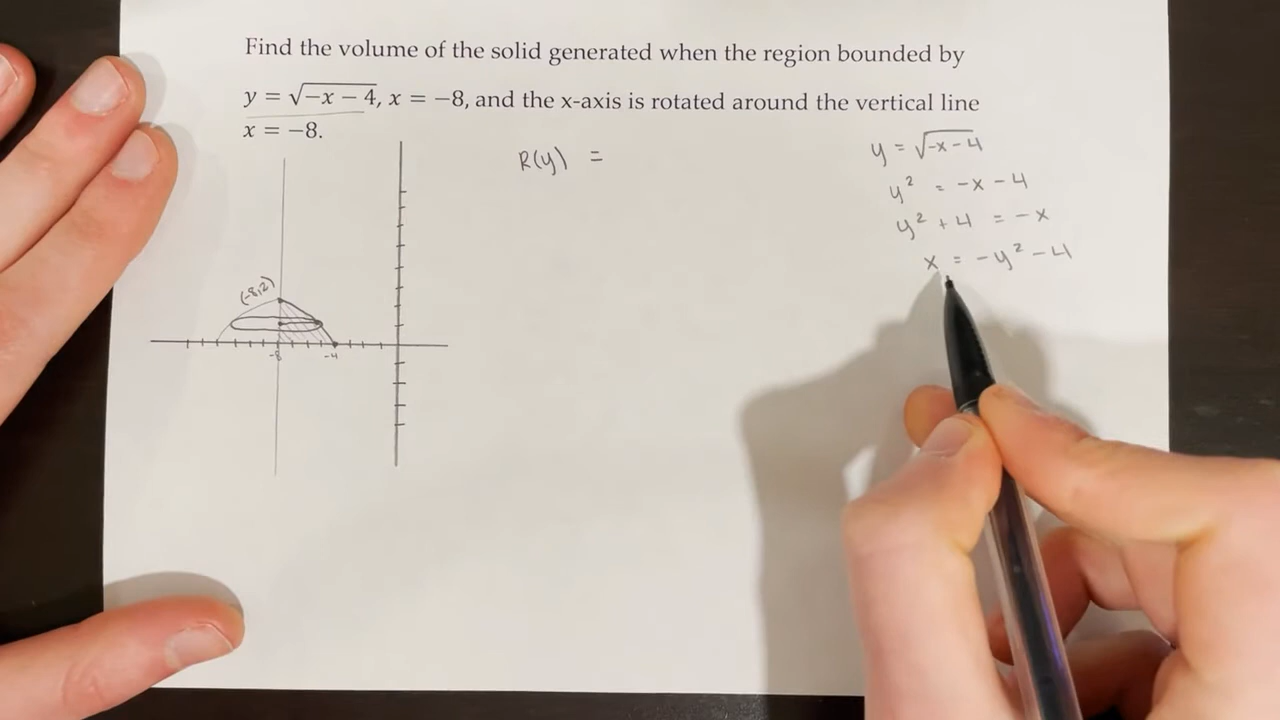 Find the volume of the solid generated when the region bounded by
y = √(-x - 4), x = -8, and the x-axis is rotated around the vertical line
x = -8.
R(y) =
y = √(-x - 4)
y² = -x - 4
y² + 4 = -x
x = -y² - 4
(-8,2)
-8
-4